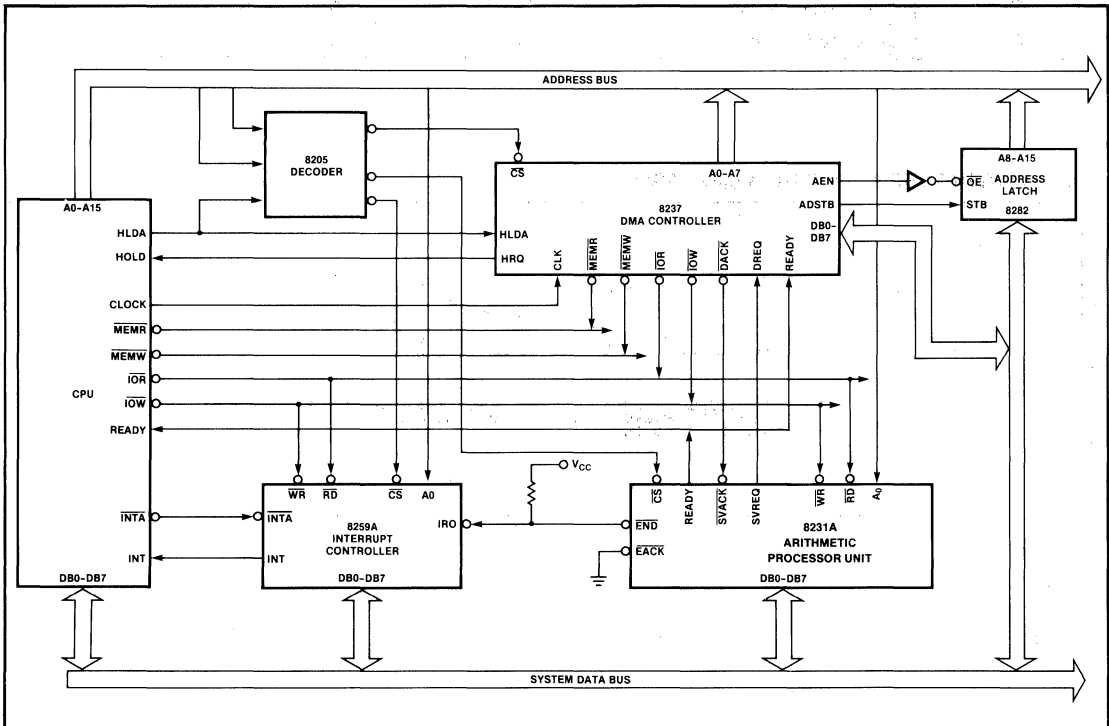 ADDRESS BUS
8205
DECODER
CS
A0-A7
8237
DMA CONTROLLER
AEN
ADSTB
DB0-
DB7
HLDA
HRQ
CLK
MEMR
MEMW
IOR
IOW
DACK
DREQ
READY
A8-A15
OE
ADDRESS
LATCH
STB
8282
A0-A15
HLDA
HOLD
CLOCK
MEMR
MEMW
IOR
CPU
IOW
READY
INTA
INT
DB0-DB7
VCC
WR
RD
CS
A0
INTA
IRO
8259A
INTERRUPT
CONTROLLER
INT
DB0-DB7
CS
READY
SVACK
SVREQ
WR
RD
A0
END
EACK
8231A
ARITHMETIC
PROCESSOR UNIT
DB0-DB7
SYSTEM DATA BUS